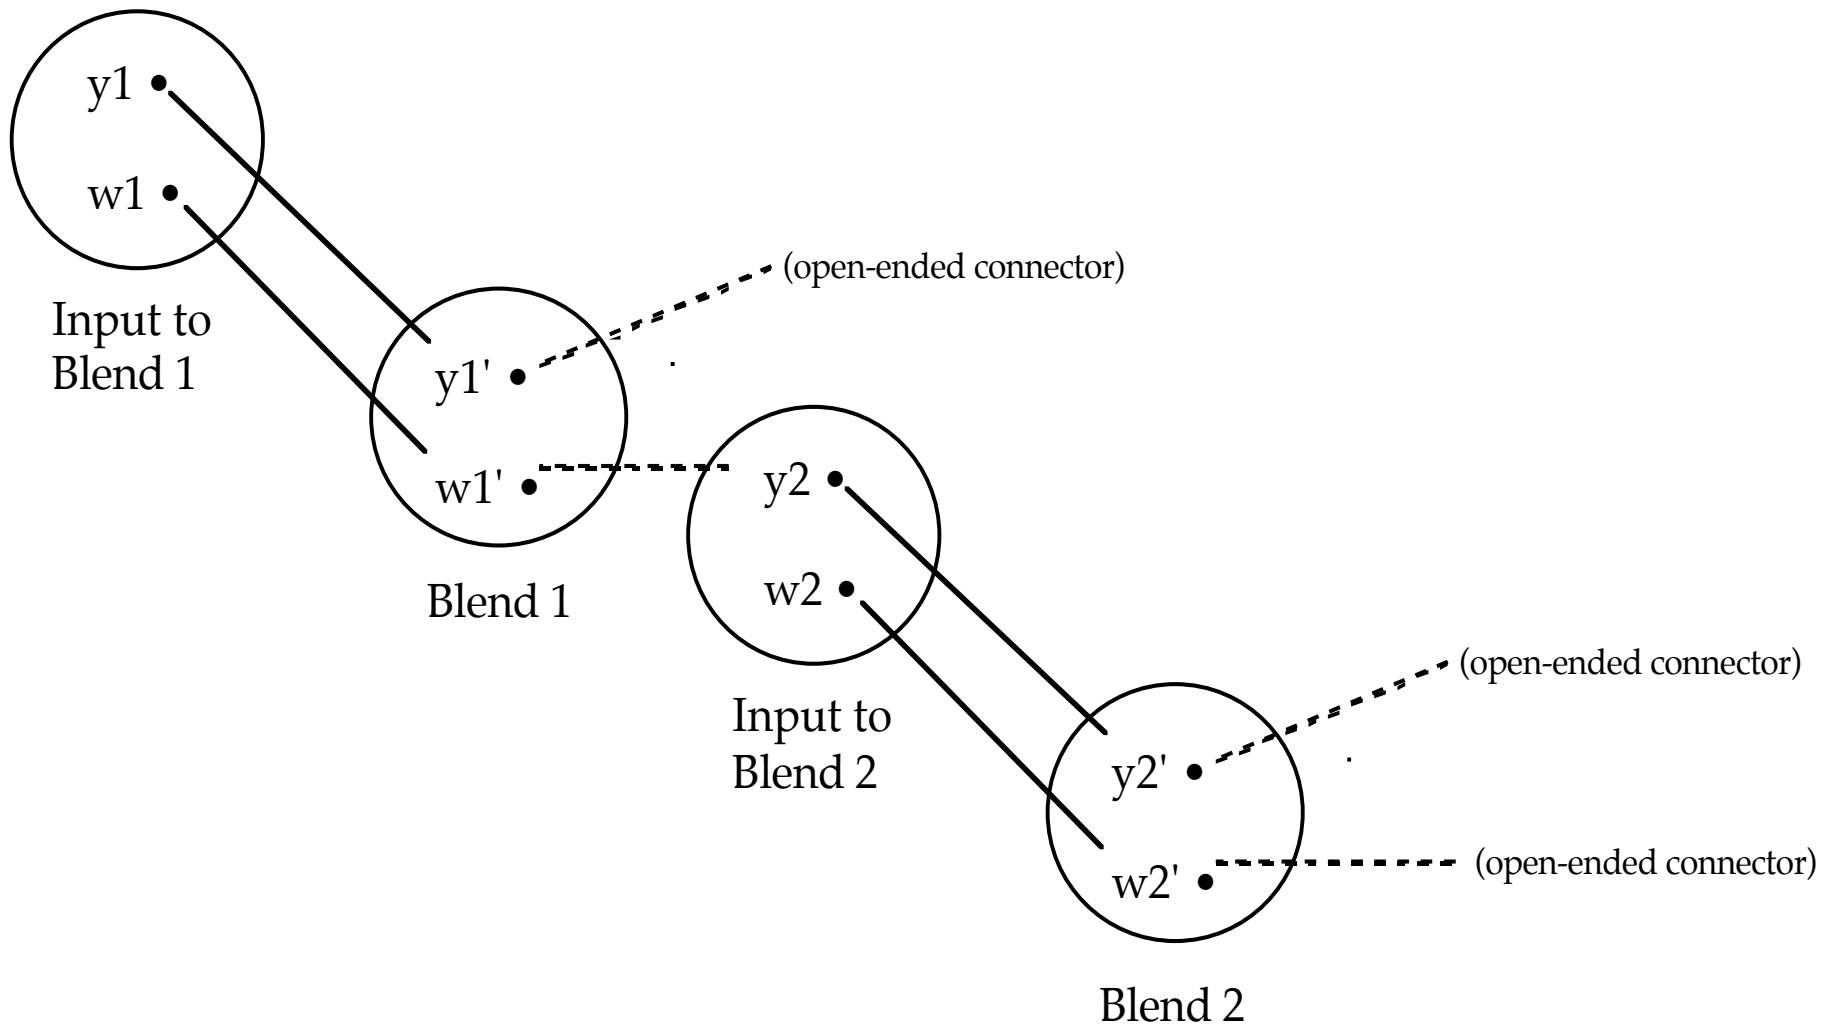 y1
w1
(open-ended connector)
Input to
Blend 1
y1'
w1'
y2
w2
Blend 1
(open-ended connector)
Input to
Blend 2
y2'
w2'
(open-ended connector)
Blend 2